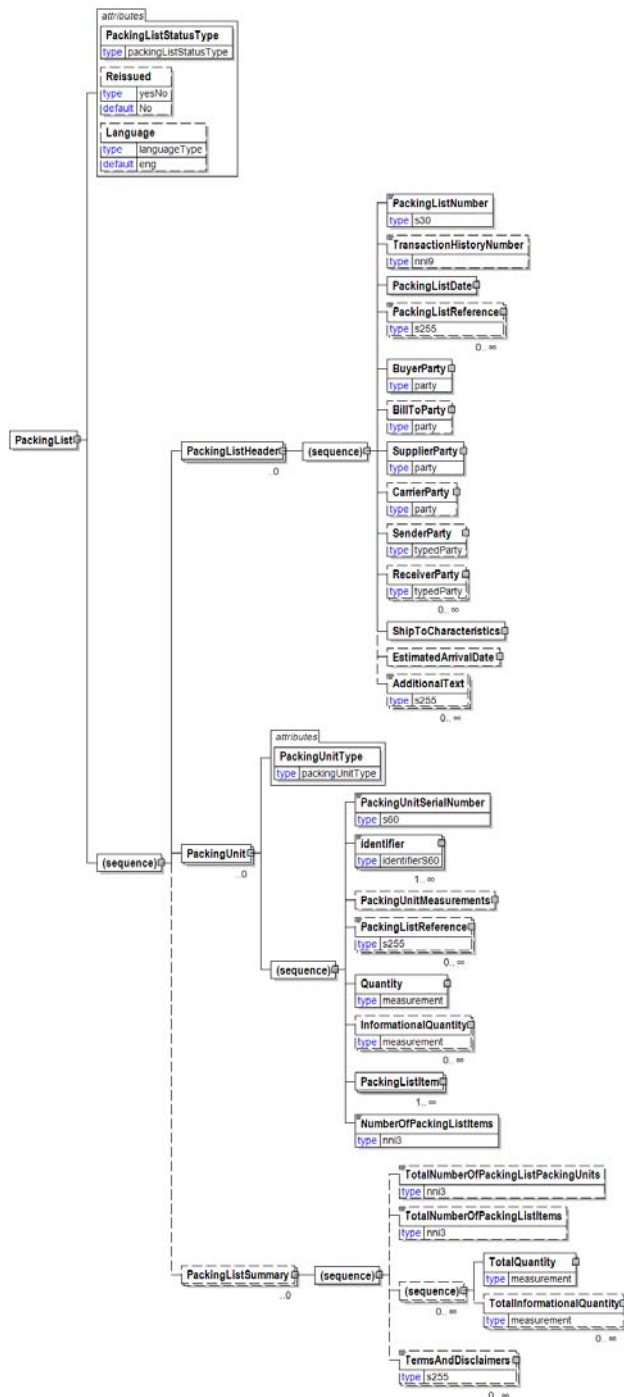 attributes
PackingListStatusType
type packingListStatusType
Reissued
type yesNo
default No
Language
type languageType
default eng
PackingList
PackingListHeader
..0
(sequence)
PackingListNumber
type s30
TransactionHistoryNumber
type nni9
PackingListDate
PackingListReference
type s255
0..∞
BuyerParty
type party
BillToParty
type party
SupplierParty
type party
CarrierParty
type party
SenderParty
type typedParty
ReceiverParty
type typedParty
0..∞
ShipToCharacteristics
EstimatedArrivalDate
AdditionalText
type s255
0..∞
(sequence)
PackingUnit
..0
attributes
PackingUnitType
type packingUnitType
(sequence)
PackingUnitSerialNumber
type s60
identifier
type identifierS60
1..∞
PackingUnitMeasurements
PackingListReference
type s255
0..∞
Quantity
type measurement
InformationalQuantity
type measurement
0..∞
PackingListItem
1..∞
NumberOfPackingListItems
type nni3
PackingListSummary
..0
(sequence)
TotalNumberOfPackingListPackingUnits
type nni3
TotalNumberOfPackingListItems
type nni3
(sequence)
0..∞
TotalQuantity
type measurement
TotalInformationalQuantity
type measurement
0..∞
TermsAndDisclaimers
type s255
0..∞